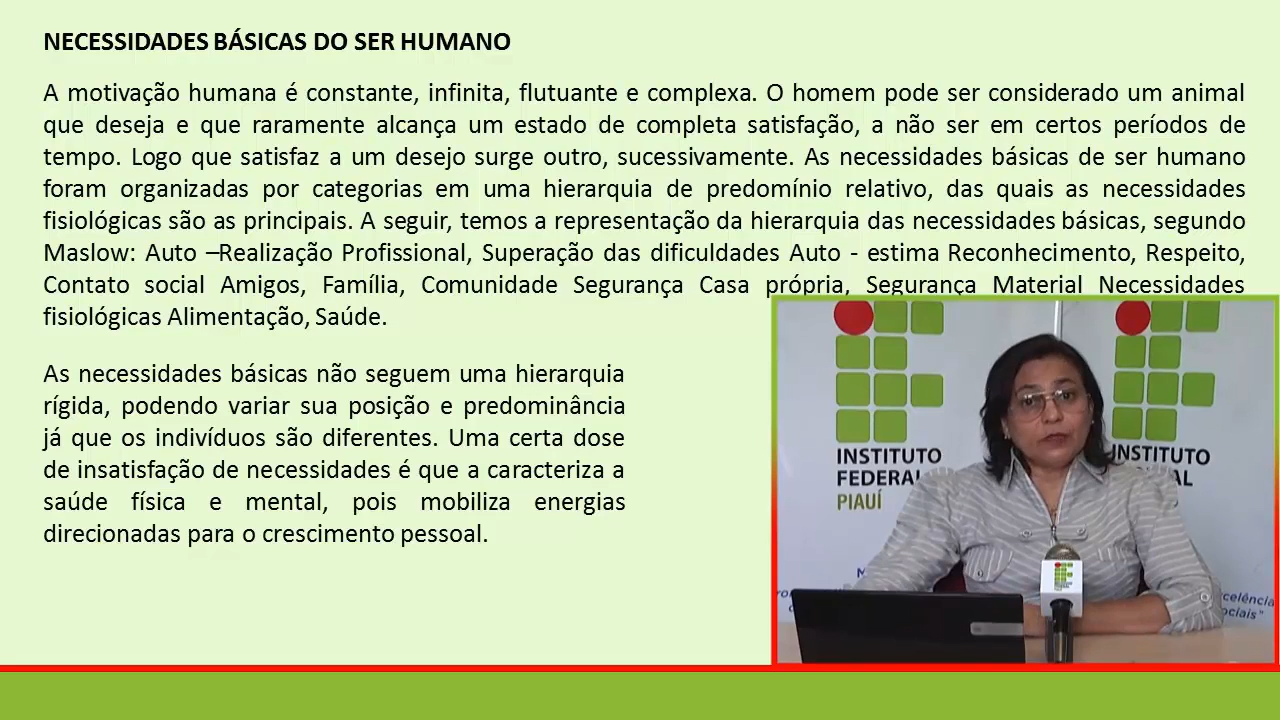 NECESSIDADES BÁSICAS DO SER HUMANO
A motivação humana é constante, infinita, flutuante e complexa. O homem pode ser considerado um animal
que deseja e que raramente alcança um estado de completa satisfação, a não ser em certos períodos de
tempo. Logo que satisfaz a um desejo surge outro, sucessivamente. As necessidades básicas de ser humano
foram organizadas por categorias em uma hierarquia de predomínio relativo, das quais as necessidades
fisiológicas são as principais. A seguir, temos a representação da hierarquia das necessidades básicas, segundo
Maslow: Auto –Realização Profissional, Superação das dificuldades Auto - estima Reconhecimento, Respeito,
Contato social Amigos, Família, Comunidade Segurança Casa própria, Segurança Material Necessidades
fisiológicas Alimentação, Saúde.
As necessidades básicas não seguem uma hierarquia
rígida, podendo variar sua posição e predominância
já que os indivíduos são diferentes. Uma certa dose
de insatisfação de necessidades é que a caracteriza a
saúde física e mental, pois mobiliza energias
direcionadas para o crescimento pessoal.
INSTITUTO
FEDERAL
PIAUÍ
INSTITUTO